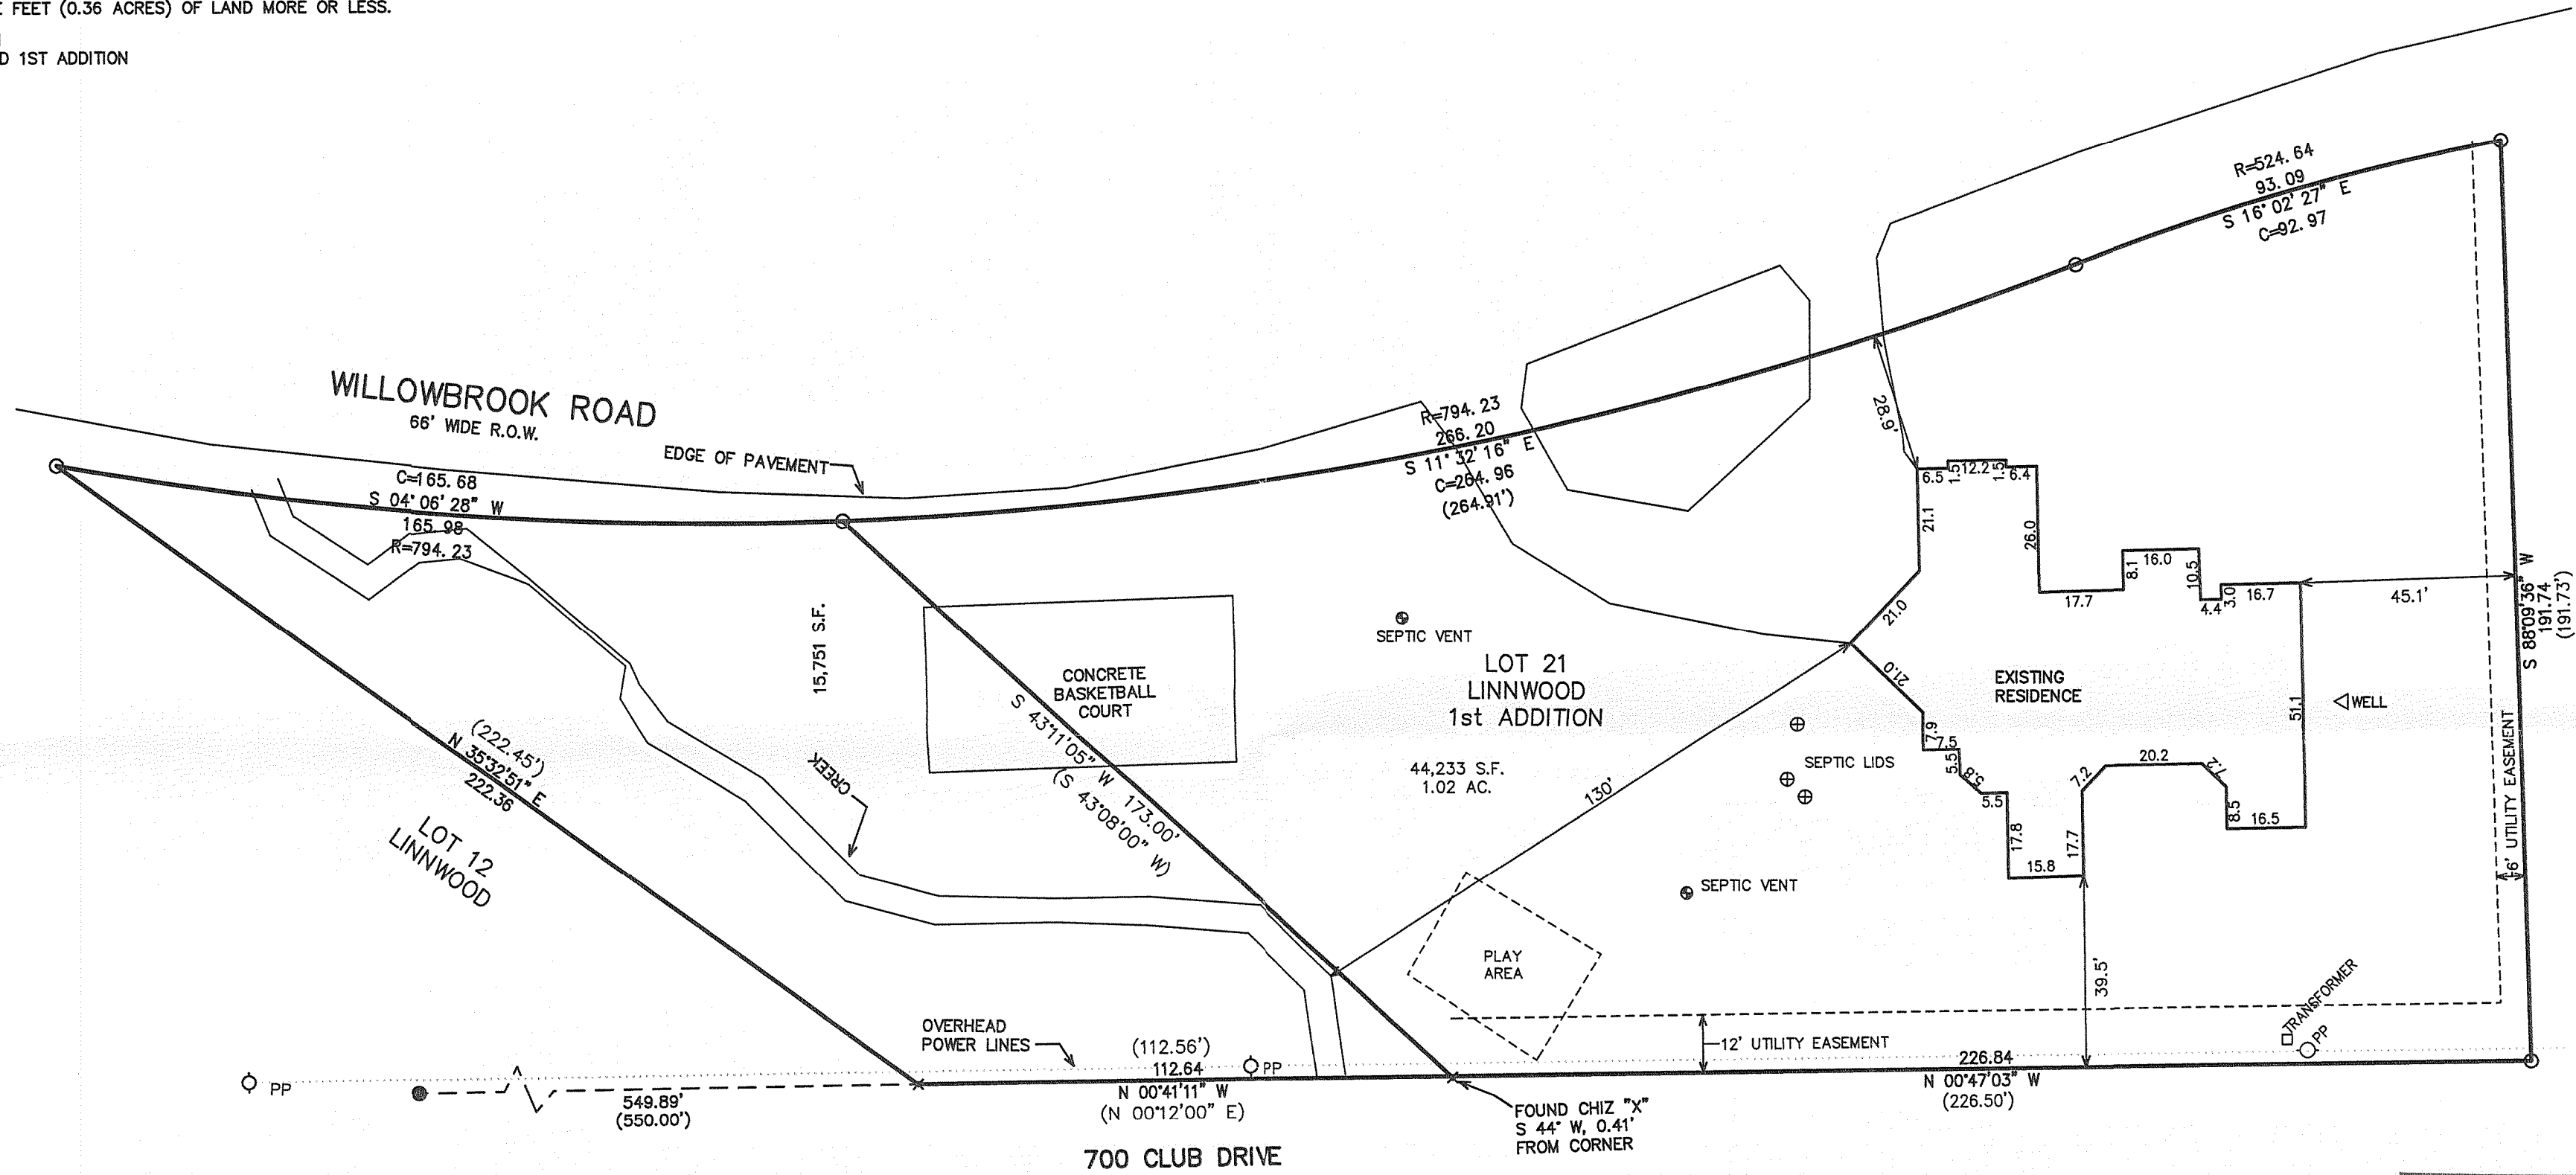 FEET (0.36 ACRES) OF LAND MORE OR LESS.
D 1ST ADDITION
WILLOWBROOK ROAD
66' WIDE R.O.W.
EDGE OF PAVEMENT
C=165.68
S 04° 06' 28" W
165.98
R=794.23
R=794.23
266.20
S 11° 32' 16" E
C=264.96
(264.91')
R=524.64
93.09
S 16° 02' 27" E
C=92.97
28.9'
6.5
1.5
12.2
1.5
6.4
21.1
26.0
17.7
8.1
16.0
10.5
4.4
3.0
16.7
45.1'
S 88°09'36" W
191.74
(191.73')
21.0
21.0
7.9
7.5
5.5
5.8
5.5
17.8
15.8
17.7
7.2
20.2
7.2
8.5
16.5
51.1
EXISTING
RESIDENCE
WELL
6' UTILITY EASEMENT
15,751 S.F.
CONCRETE
BASKETBALL
COURT
SEPTIC VENT
LOT 21
LINNWOOD
1st ADDITION
44,233 S.F.
1.02 AC.
SEPTIC LIDS
SEPTIC VENT
130'
S 43°11'05" W 173.00'
(S 43°08'00" W)
CREEK
(222.45')
N 35°32'51" E
222.36
LOT 12
LINNWOOD
PLAY
AREA
39.5'
TRANSFORMER
PP
12' UTILITY EASEMENT
OVERHEAD
POWER LINES
(112.56')
112.64
PP
N 00°41'11" W
(N 00°12'00" E)
226.84
N 00°47'03" W
(226.50')
PP
549.89'
(550.00')
FOUND CHIZ "X"
S 44° W, 0.41'
FROM CORNER
700 CLUB DRIVE